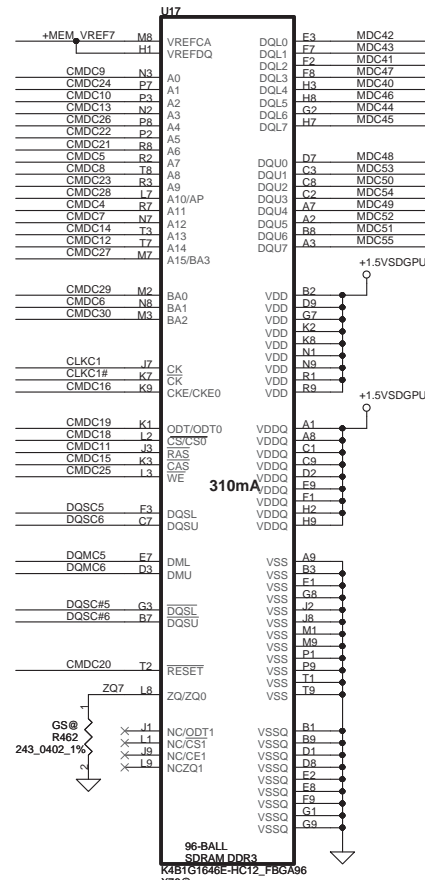 U17
+MEM_VREF7 M8 VREFCA
H1 VREFDQ
CMDC9 N3 A0
CMDC24 P7 A1
CMDC10 P3 A2
CMDC13 N2 A3
CMDC26 P8 A4
CMDC22 P2 A5
CMDC21 R8 A6
CMDC5 R2 A7
CMDC8 T8 A8
CMDC23 R3 A9
CMDC28 L7 A10/AP
CMDC4 R7 A11
CMDC7 N7 A12
CMDC14 T3 A13
CMDC12 T7 A14
CMDC27 M7 A15/BA3
CMDC29 M2 BA0
CMDC6 N8 BA1
CMDC30 M3 BA2
CLKC1 J7 CK
CLKC1# K7 CK
CMDC16 K9 CKE/CKE0
CMDC19 K1 ODT/ODT0
CMDC18 L2 CS/CS0
CMDC11 J3 RAS
CMDC15 K3 CAS
CMDC25 L3 WE
DQSC5 F3 DQSL
DQSC6 C7 DQSU
DQMC5 E7 DML
DQMC6 D3 DMU
DQSC#5 G3 DQSL
DQSC#6 B7 DQSU
CMDC20 T2 RESET
ZQ7 L8 ZQ/ZQ0
1
GS@
R462
243_0402_1%
2
J1 NC/ODT1
L1 NC/CS1
J9 NC/CE1
L9 NCZQ1
DQL0 E3 MDC42
DQL1 F7 MDC43
DQL2 F2 MDC41
DQL3 F8 MDC47
DQL4 H3 MDC40
DQL5 H8 MDC46
DQL6 G2 MDC44
DQL7 H7 MDC45
DQU0 D7 MDC48
DQU1 C3 MDC53
DQU2 C8 MDC50
DQU3 C2 MDC54
DQU4 A7 MDC49
DQU5 A2 MDC52
DQU6 B8 MDC51
DQU7 A3 MDC55
+1.5VSDGPU
VDD B2
VDD D9
VDD G7
VDD K2
VDD K8
VDD N1
VDD N9
VDD R1
VDD R9
+1.5VSDGPU
VDDQ A1
VDDQ A8
VDDQ C1
VDDQ C9
VDDQ D2
310mA
VDDQ E9
VDDQ F1
VDDQ H2
VDDQ H9
VSS A9
VSS B3
VSS E1
VSS G8
VSS J2
VSS J8
VSS M1
VSS M9
VSS P1
VSS P9
VSS T1
VSS T9
VSSQ B1
VSSQ B9
VSSQ D1
VSSQ D8
VSSQ E2
VSSQ E8
VSSQ F9
VSSQ G1
VSSQ G9
96-BALL
SDRAM DDR3
K4B1G1646E-HC12_FBGA96